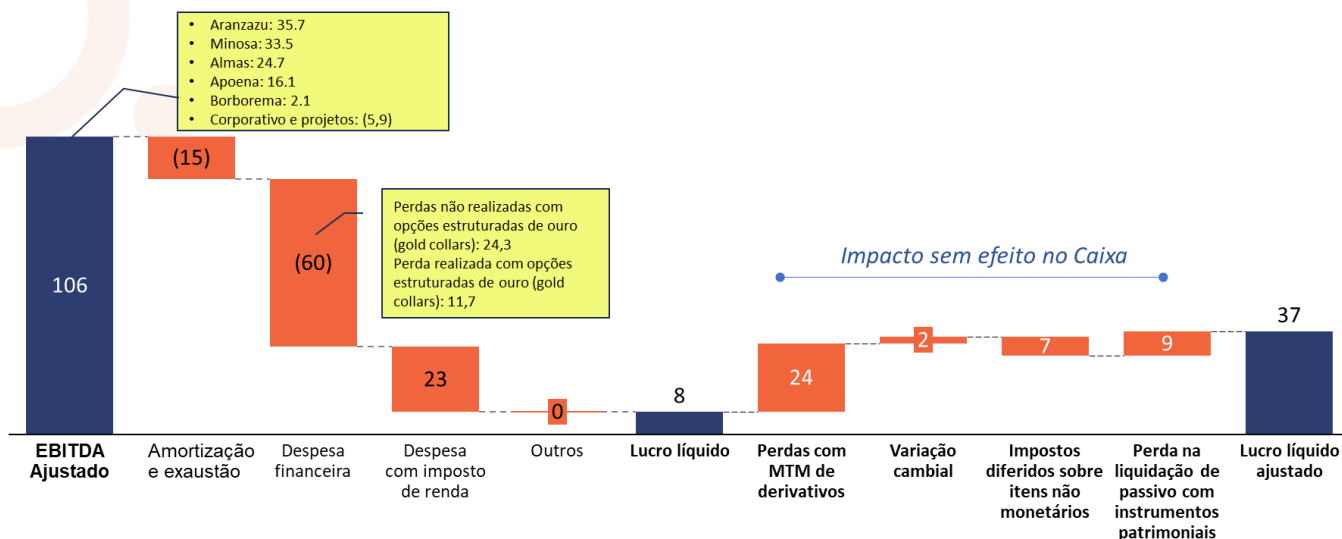 • Aranzazu: 35.7
• Minosa: 33.5
• Almas: 24.7
• Apoena: 16.1
• Borborema: 2.1
• Corporativo e projetos: (5,9)
(15)
Perdas não realizadas com
opções estruturadas de ouro
(gold collars): 24,3
Perda realizada com opções
estruturadas de ouro (gold
collars): 11,7
(60)
Impacto sem efeito no Caixa
106
37
2
7
9
23
24
8
0
EBITDA
Ajustado
Amortização
e exaustão
Despesa
financeira
Despesa
com imposto
de renda
Outros
Lucro líquido
Perdas com
MTM de
derivativos
Variação
cambial
Impostos
diferidos sobre
itens não
monetários
Perda na
liquidação de
passivo com
instrumentos
patrimoniais
Lucro líquido
ajustado